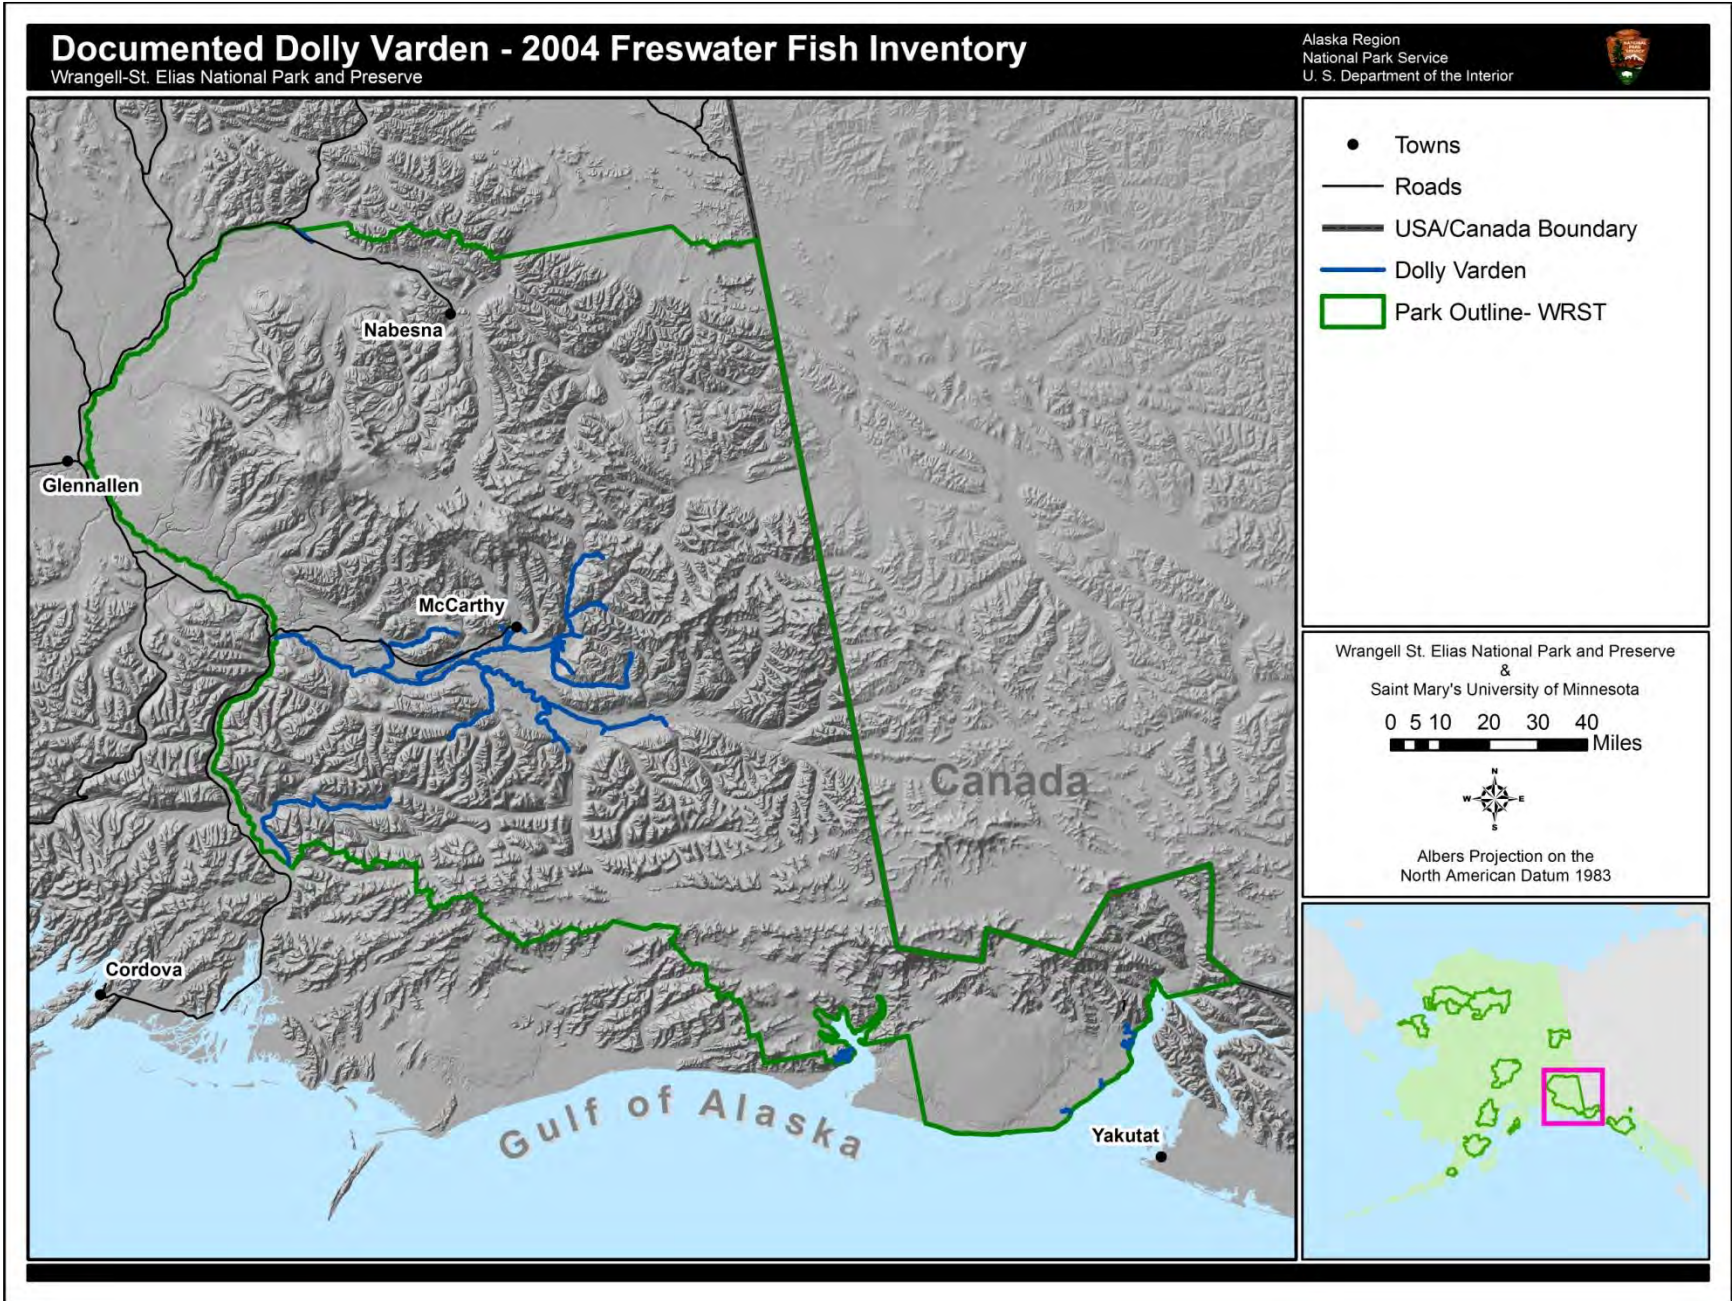 Documented Dolly Varden - 2004 Freswater Fish Inventory
Wrangell-St. Elias National Park and Preserve
Alaska Region
National Park Service
U. S. Department of the Interior
Towns
Roads
USA/Canada Boundary
Dolly Varden
Park Outline- WRST
Nabesna
Glennallen
McCarthy
Canada
Cordova
Gulf of Alaska
Yakutat
Wrangell St. Elias National Park and Preserve
&
Saint Mary's University of Minnesota
0 5 10 20 30 40
Miles
N
W E
S
Albers Projection on the
North American Datum 1983